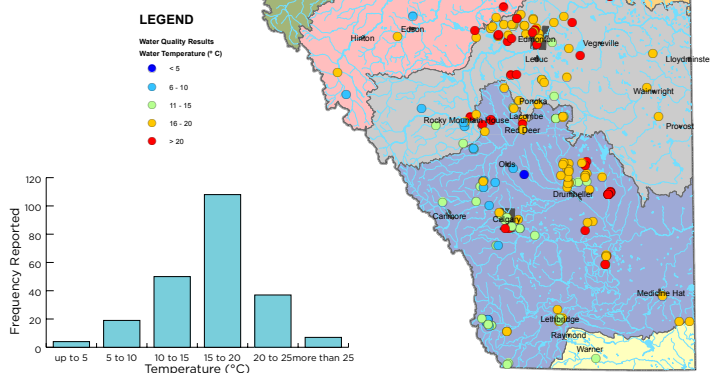 LEGEND
Water Quality Results
Water Temperature (° C)
< 5
6 - 10
11 - 15
16 - 20
> 20
Hinton
Edson
Edmonton
Vegreville
Leduc
Lloydminste
Wainwright
Ponoka
Rocky Mountain House
Lacombe
Provost
Red Deer
Olds
Drumheller
Canmore
Calgary
Medicine Hat
Lethbridge
Raymond
Warner
Frequency Reported
120
100
80
60
40
20
0
up to 5
5 to 10
10 to 15
15 to 20
20 to 25
more than 25
Temperature (°C)